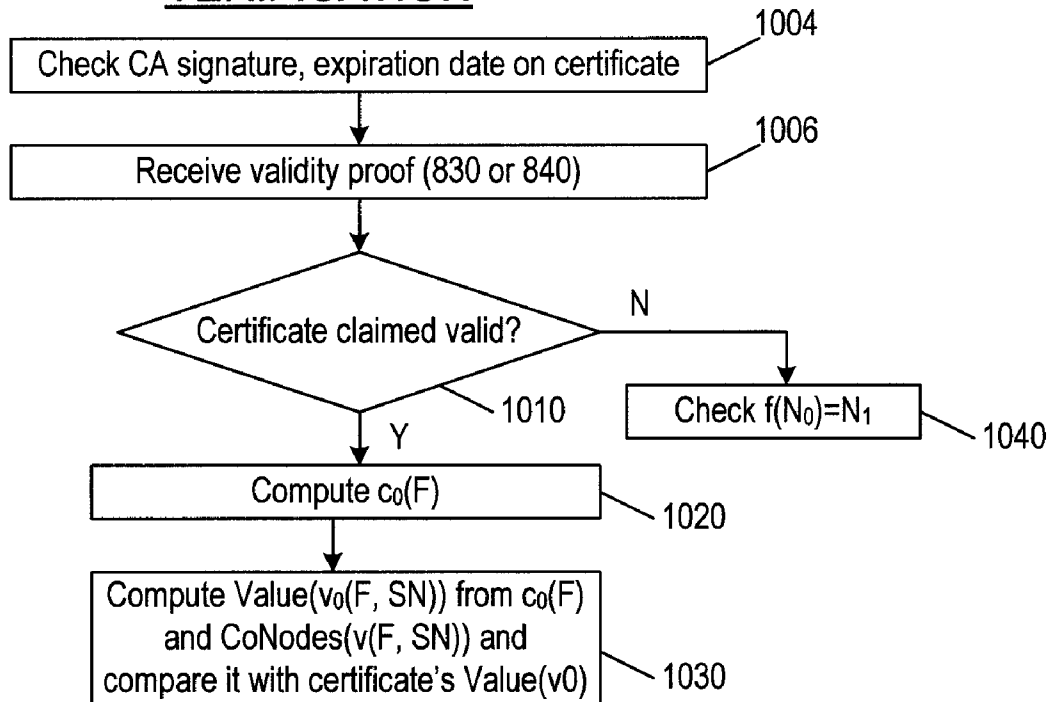 1004
Check CA signature, expiration date on certificate
1006
Receive validity proof (830 or 840)
Certificate claimed valid?
N
1010
Check f(N₀)=N₁
1040
Y
Compute c₀(F)
1020
Compute Value(v₀(F, SN)) from c₀(F)
and CoNodes(v(F, SN)) and
compare it with certificate's Value(v0)
1030